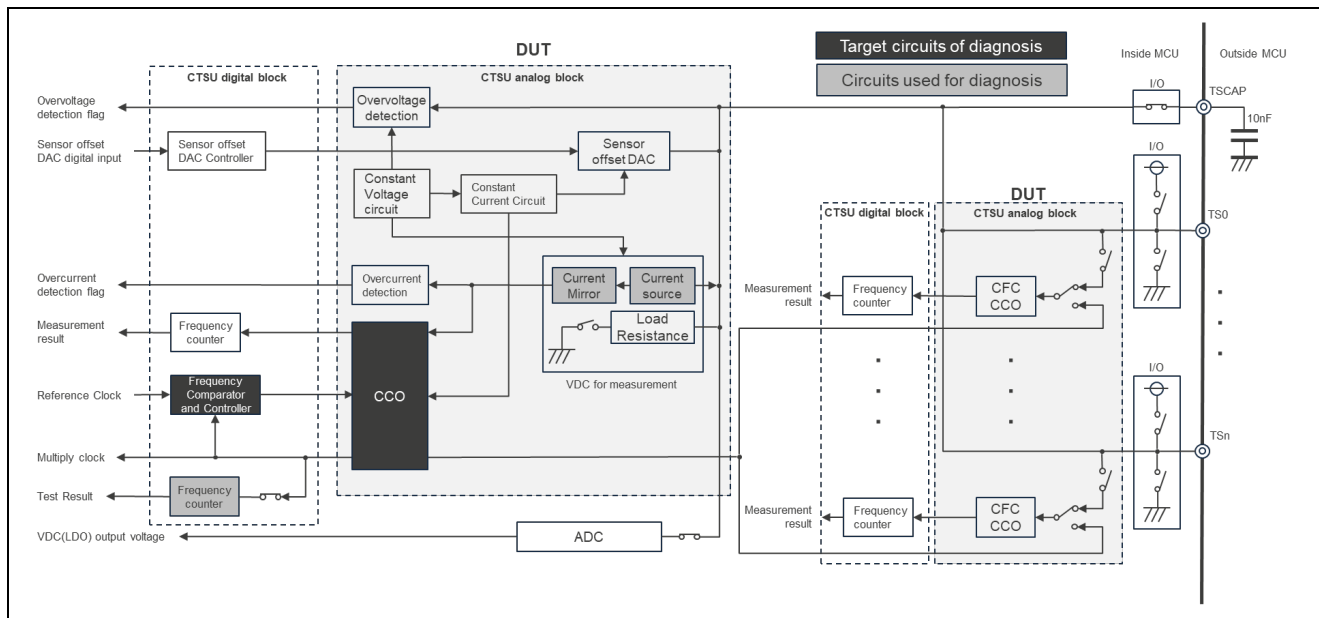 DUT
Target circuits of diagnosis
Circuits used for diagnosis
Inside MCU
Outside MCU
CTSU digital block
CTSU analog block
I/O
TSCAP
10nF
Overvoltage
detection flag
Overvoltage
detection
Sensor offset
DAC digital input
Sensor offset
DAC Controller
Sensor
offset DAC
I/O
Constant
Voltage
circuit
Constant
Current Circuit
DUT
CTSU digital block
CTSU analog block
TS0
Overcurrent
detection flag
Overcurrent
detection
Current
Mirror
Current
source
Measurement
result
Frequency
counter
CFC
CCO
Measurement
result
Frequency
counter
Load
Resistance
VDC for measurement
I/O
Reference Clock
Frequency
Comparator
and Controller
CCO
Multiply clock
TSn
Test Result
Frequency
counter
Measurement
result
Frequency
counter
CFC
CCO
VDC(LDO) output voltage
ADC